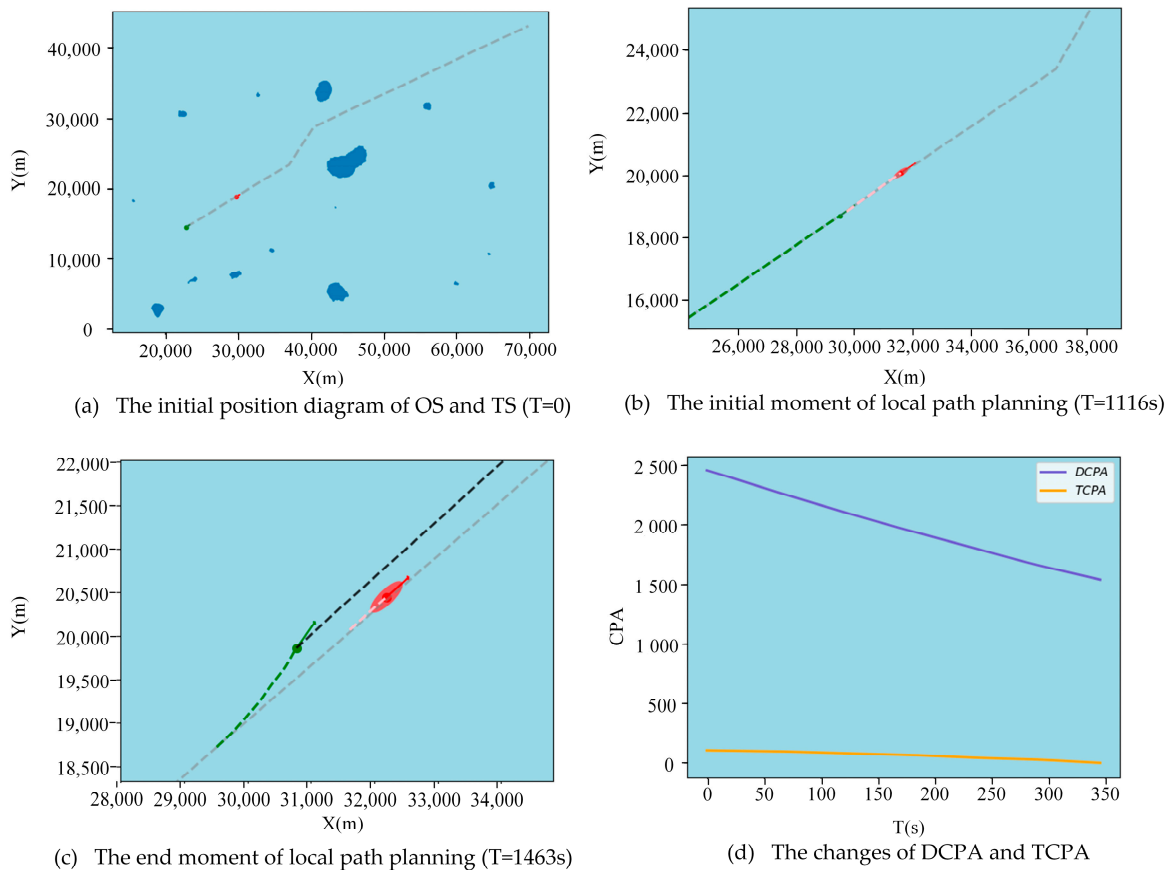 40,000
30,000
20,000
10,000
0
Y(m)
20,000 30,000 40,000 50,000 60,000 70,000
X(m)
(a) The initial position diagram of OS and TS (T=0)
24,000
22,000
20,000
18,000
16,000
Y(m)
26,000 28,000 30,000 32,000 34,000 36,000 38,000
X(m)
(b) The initial moment of local path planning (T=1116s)
22,000
21,500
21,000
20,500
20,000
19,500
19,000
18,500
Y(m)
28,000 29,000 30,000 31,000 32,000 33,000 34,000
X(m)
(c) The end moment of local path planning (T=1463s)
2 500
2 000
1 500
1 000
500
0
CPA
DCPA
TCPA
0 50 100 150 200 250 300 350
T(s)
(d) The changes of DCPA and TCPA